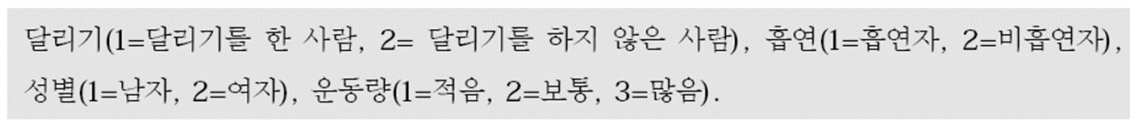 달리기(1=달리기를 한 사람, 2= 달리기를 하지 않은 사람), 흡연(1=흡연자, 2=비흡연자),
성별(1=남자, 2=여자), 운동량(1=적음, 2=보통, 3=많음).